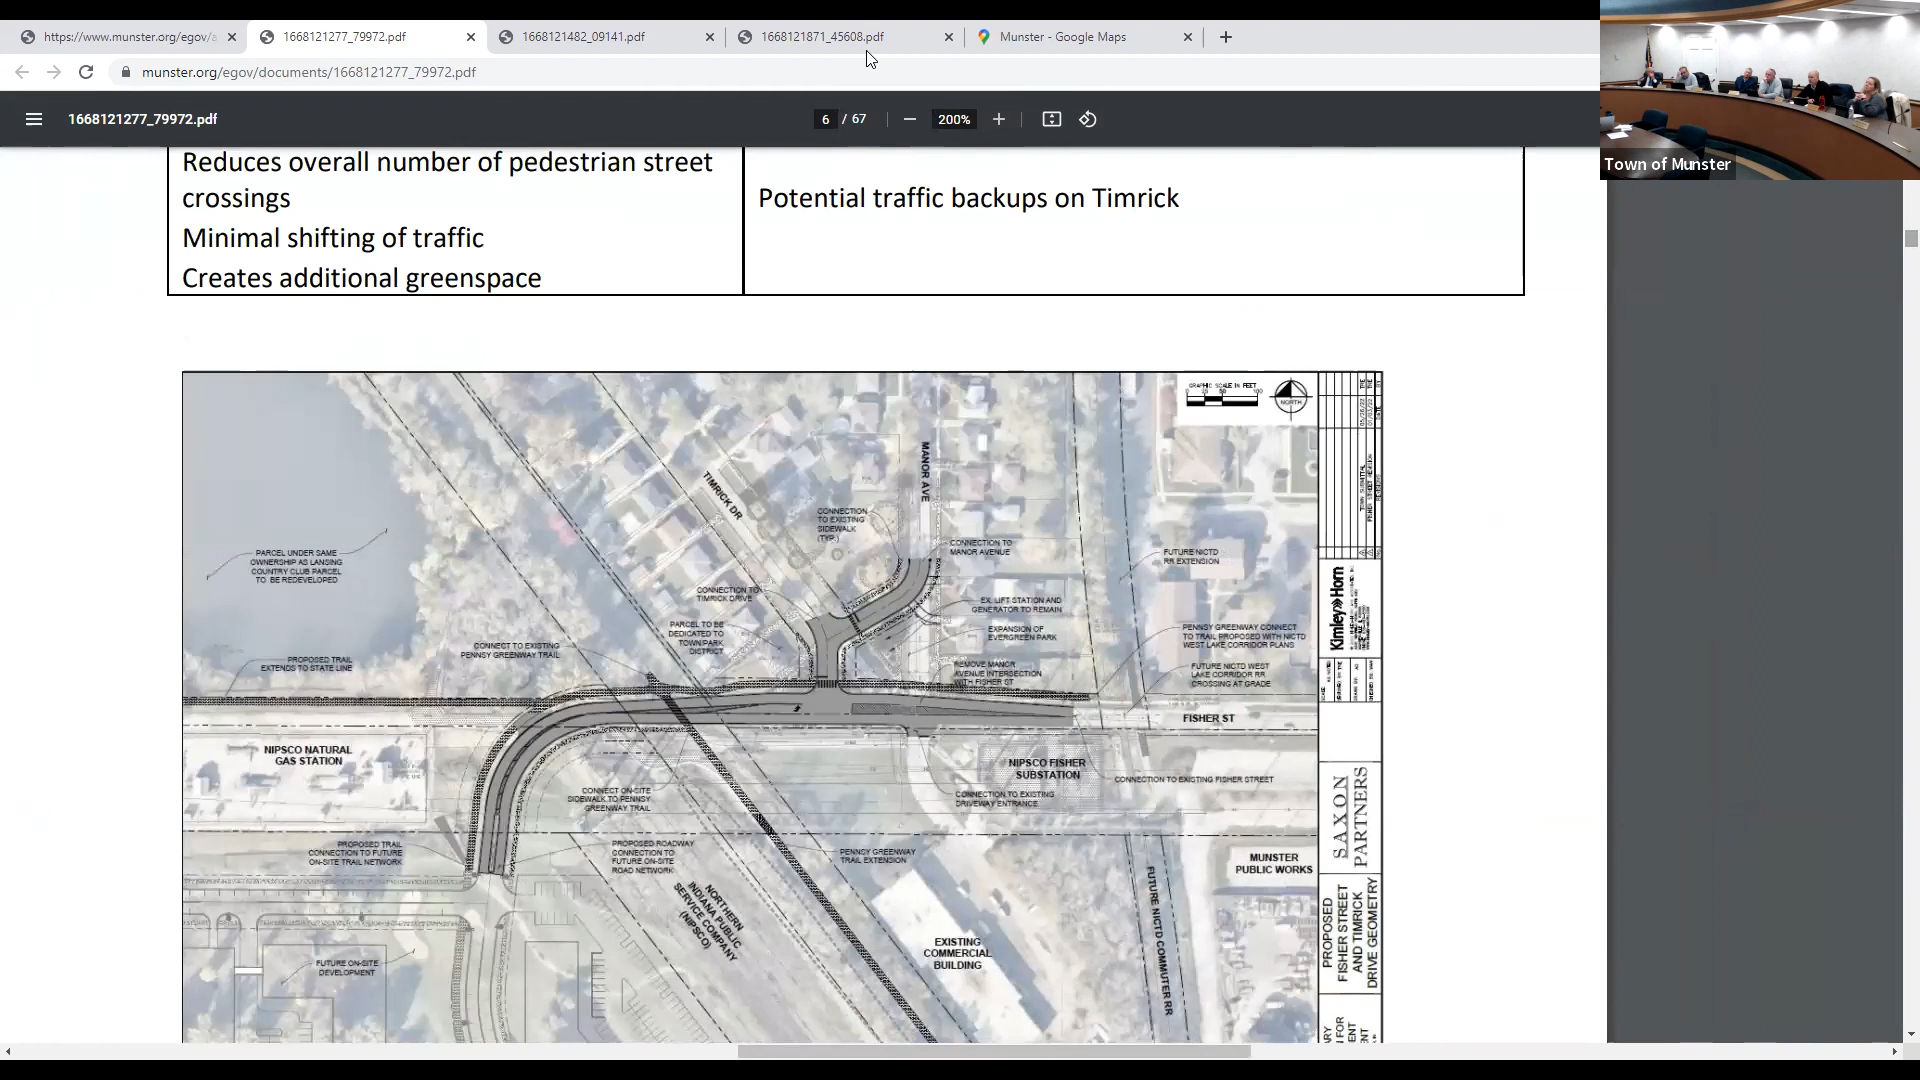 https://www.munster.org/egov/a
1668121277_79972.pdf
1668121482_09141.pdf
1668121871_45608.pdf
Munster - Google Maps
munster.org/egov/documents/1668121277_79972.pdf
1668121277_79972.pdf
6 / 67
200%
Town of Munster
Reduces overall number of pedestrian street
crossings
Minimal shifting of traffic
Creates additional greenspace
Potential traffic backups on Timrick
GRAPHIC SCALE IN FEET
NORTH
MANOR AVE
TIMRICK DR
CONNECTION
TO EXISTING
SIDEWALK
(TYP.)
CONNECTION TO
MANOR AVENUE
FUTURE NICTD
RR EXTENSION
PARCEL UNDER SAME
OWNERSHIP AS LANSING
COUNTRY CLUB PARCEL
TO BE REDEVELOPED
CONNECTION TO
TIMRICK DRIVE
EX. LIFT STATION AND
GENERATOR TO REMAIN
PARCEL TO BE
DEDICATED TO
TOWN/PARK
DISTRICT
EXPANSION OF
EVERGREEN PARK
PENNSY GREENWAY CONNECT
TO TRAIL PROPOSED WITH NICTD
WEST LAKE CORRIDOR PLANS
CONNECT TO EXISTING
PENNSY GREENWAY TRAIL
PROPOSED TRAIL
EXTENDS TO STATE LINE
REMOVE MANOR
AVENUE INTERSECTION
WITH FISHER ST
FUTURE NICTD WEST
LAKE CORRIDOR RR
CROSSING AT GRADE
FISHER ST
NIPSCO NATURAL
GAS STATION
NIPSCO FISHER
SUBSTATION
CONNECTION TO EXISTING FISHER STREET
CONNECT ON-SITE
SIDEWALK TO PENNSY
GREENWAY TRAIL
CONNECTION TO EXISTING
DRIVEWAY ENTRANCE
PROPOSED TRAIL
CONNECTION TO FUTURE
ON-SITE TRAIL NETWORK
PROPOSED ROADWAY
CONNECTION TO
FUTURE ON-SITE
ROAD NETWORK
PENNSY GREENWAY
TRAIL EXTENSION
MUNSTER
PUBLIC WORKS
NORTHERN
INDIANA PUBLIC
SERVICE COMPANY
(NIPSCO)
FUTURE NICTD COMMUTER RR
EXISTING
COMMERCIAL
BUILDING
FUTURE ON-SITE
DEVELOPMENT
Kimley»Horn
SAXON
PARTNERS
PROPOSED
FISHER STREET
AND TIMRICK
DRIVE GEOMETRY